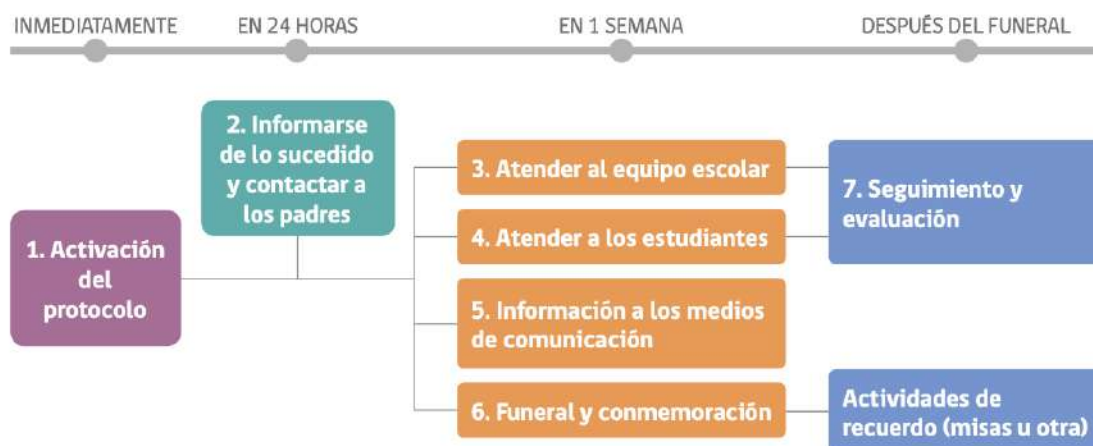 INMEDIATAMENTE
EN 24 HORAS
EN 1 SEMANA
DESPUÉS DEL FUNERAL
1. Activación
del
protocolo
2. Informarse
de lo sucedido
y contactar a
los padres
3. Atender al equipo escolar
4. Atender a los estudiantes
5. Información a los medios
de comunicación
6. Funeral y conmemoración
7. Seguimiento y
evaluación
Actividades de
recuerdo (misas u otra)